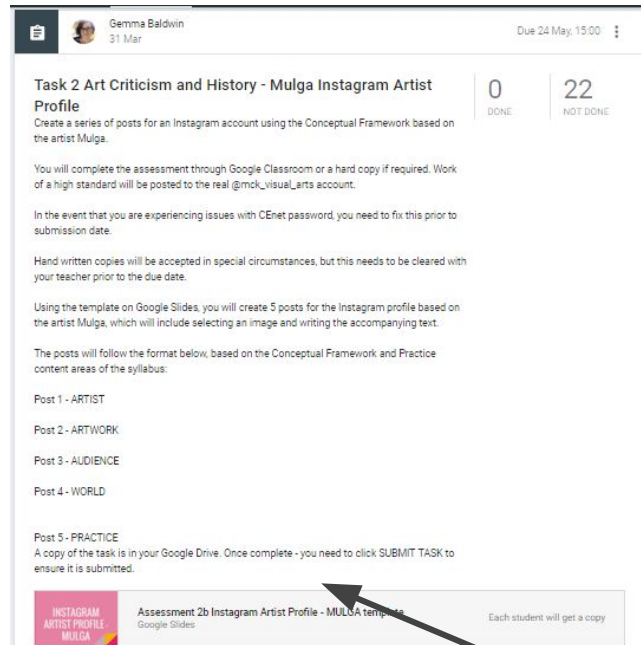 Gemma Baldwin
31 Mar
Due 24 May, 15:00
Task 2 Art Criticism and History - Mulga Instagram Artist
Profile
0
DONE
22
NOT DONE
Create a series of posts for an Instagram account using the Conceptual Framework based on
the artist Mulga.
You will complete the assessment through Google Classroom or a hard copy if required. Work
of a high standard will be posted to the real @mck_visual_arts account.
In the event that you are experiencing issues with CEnet password, you need to fix this prior to
submission date.
Hand written copies will be accepted in special circumstances, but this needs to be cleared with
your teacher prior to the due date.
Using the template on Google Slides, you will create 5 posts for the Instagram profile based on
the artist Mulga, which will include selecting an image and writing the accompanying text.
The posts will follow the format below, based on the Conceptual Framework and Practice
content areas of the syllabus:
Post 1 - ARTIST
Post 2 - ARTWORK
Post 3 - AUDIENCE
Post 4 - WORLD
Post 5 - PRACTICE
A copy of the task is in your Google Drive. Once complete - you need to click SUBMIT TASK to
ensure it is submitted.
INSTAGRAM
ARTIST PROFILE -
MULGA
Assessment 2b Instagram Artist Profile - MULGA template
Google Slides
Each student will get a copy